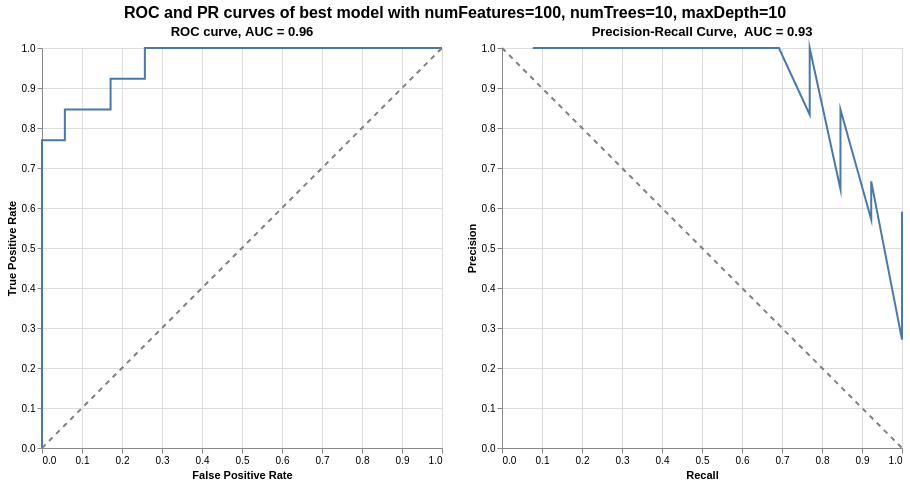 ROC and PR curves of best model with numFeatures=100, numTrees=10, maxDepth=10
ROC curve, AUC = 0.96
1.0
0.9
0.8
0.7
0.6
0.5
0.4
0.3
0.2
0.1
0.0
True Positive Rate
0.0 0.1 0.2 0.3 0.4 0.5 0.6 0.7 0.8 0.9 1.0
False Positive Rate
Precision-Recall Curve, AUC = 0.93
1.0
0.9
0.8
0.7
0.6
0.5
0.4
0.3
0.2
0.1
0.0
Precision
0.0 0.1 0.2 0.3 0.4 0.5 0.6 0.7 0.8 0.9 1.0
Recall